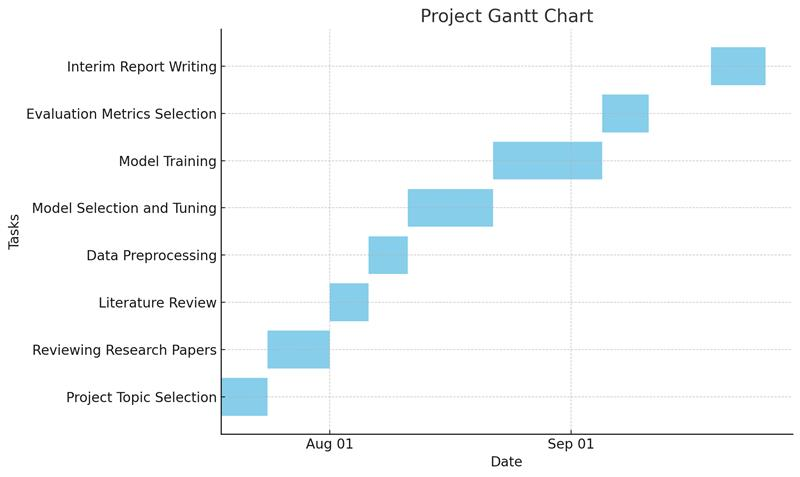 Project Gantt Chart
Interim Report Writing
Evaluation Metrics Selection
Model Training
Model Selection and Tuning
Data Preprocessing
Literature Review
Reviewing Research Papers
Project Topic Selection
Tasks
Aug 01
Sep 01
Date